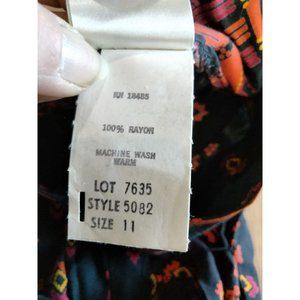 RN 18485
100% RAYON
MACHINE WASH
WARM
LOT 7635
STYLE 5082
SIZE 11